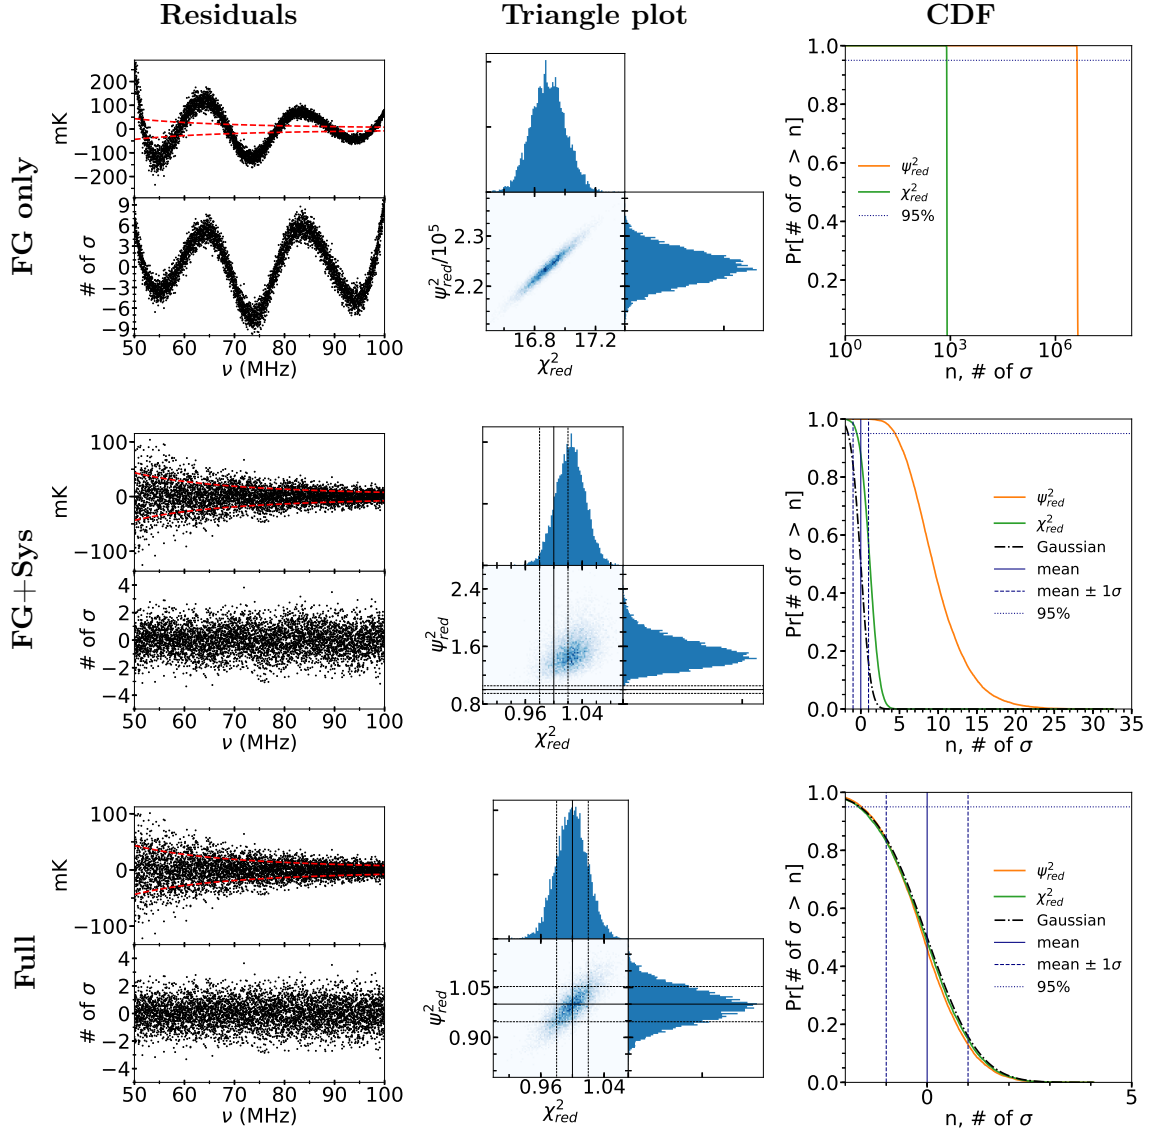 Residuals
Triangle plot
CDF
FG only
mK
200
100
0
−100
−200
# of σ
9
6
3
0
−3
−6
−9
50 60 70 80 90 100
ν (MHz)
ψ²red/10⁵
2.3
2.2
16.8 17.2
χ²red
Pr[# of σ > n]
1.0
0.8
0.6
0.4
0.2
ψ²red
χ²red
95%
10⁰ 10³ 10⁶
n, # of σ
FG+Sys
mK
100
0
−100
# of σ
4
2
0
−2
−4
50 60 70 80 90 100
ν (MHz)
ψ²red
2.4
1.6
0.8
0.96 1.04
χ²red
Pr[# of σ > n]
1.0
0.8
0.6
0.4
0.2
0.0
ψ²red
χ²red
Gaussian
mean
mean ± 1σ
95%
0 5 10 15 20 25 30 35
n, # of σ
Full
mK
100
0
−100
# of σ
4
2
0
−2
−4
50 60 70 80 90 100
ν (MHz)
ψ²red
1.05
0.90
0.96 1.04
χ²red
Pr[# of σ > n]
1.0
0.8
0.6
0.4
0.2
0.0
ψ²red
χ²red
Gaussian
mean
mean ± 1σ
95%
0 5
n, # of σ